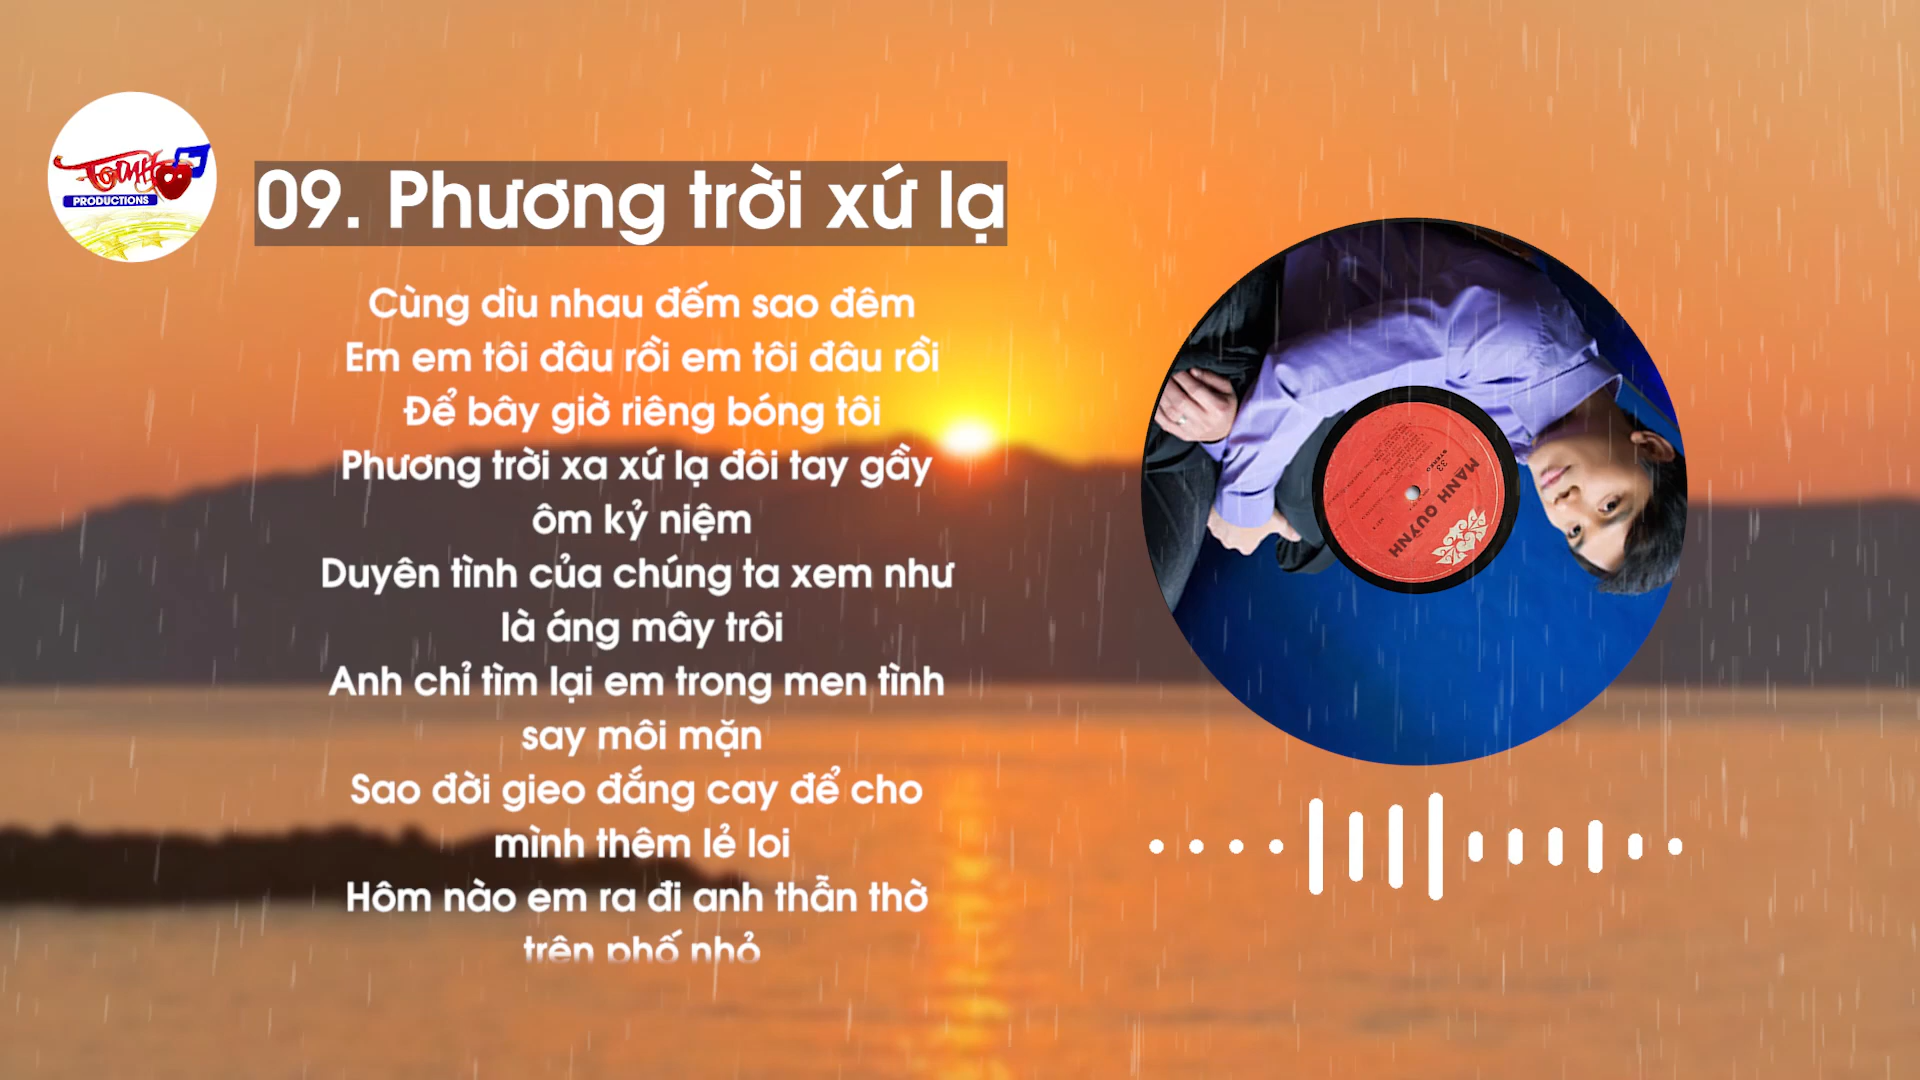 Toàn
PRODUCTIONS
09. Phương trời xứ lạ
Cùng dìu nhau đếm sao đêm
Em em tôi đâu rồi em tôi đâu rồi
Để bây giờ riêng bóng tôi
Phương trời xa xứ lạ đôi tay gầy
ôm kỷ niệm
Duyên tình của chúng ta xem như
là áng mây trôi
Anh chỉ tìm lại em trong men tình
say môi mặn
Sao đời gieo đắng cay để cho
mình thêm lẻ loi
Hôm nào em ra đi anh thẫn thờ
trên phố nhỏ
33
STEREO
MẠNH QUỲNH